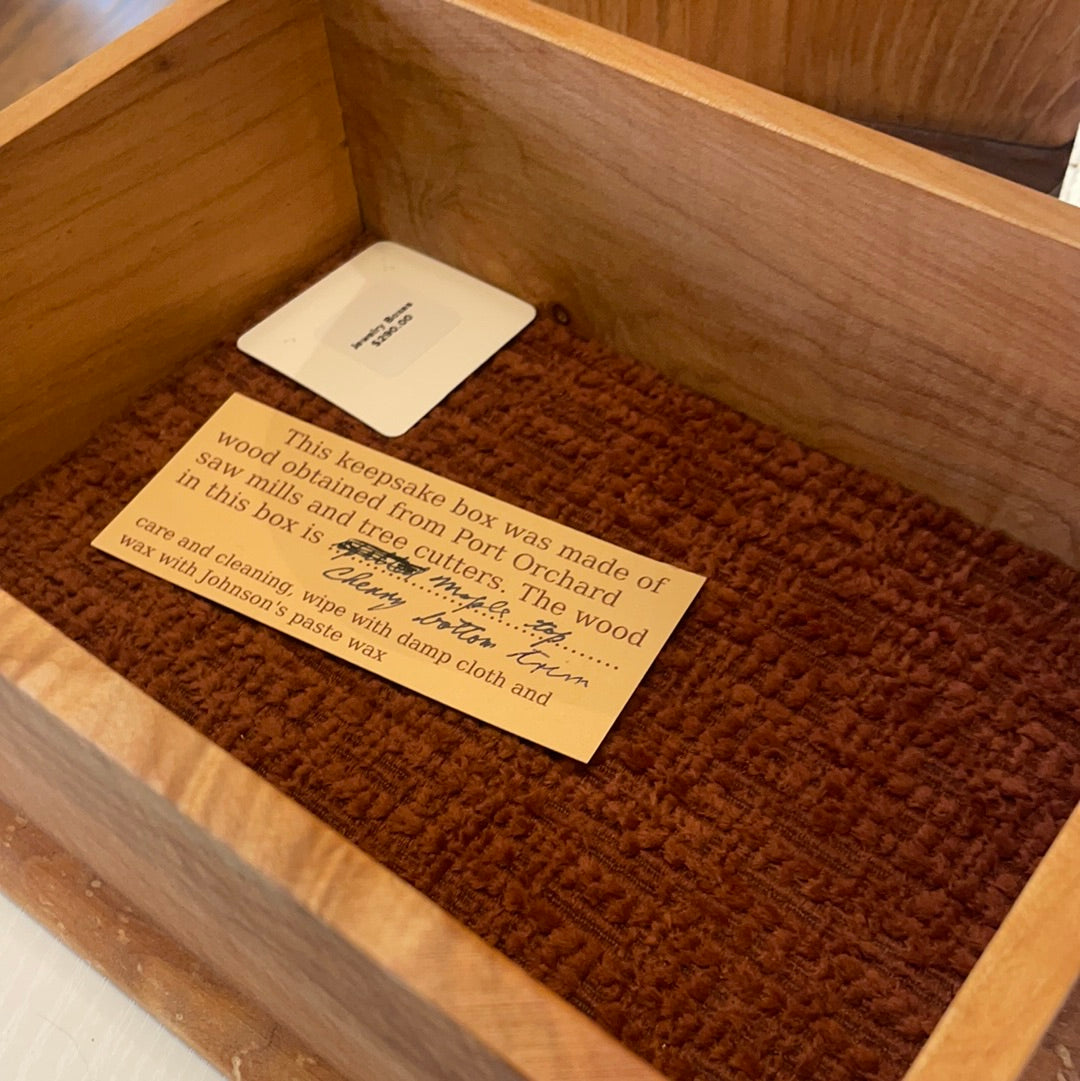 Jewelry Boxes
$290.00
This keepsake box was made of
wood obtained from Port Orchard
saw mills and tree cutters. The wood
in this box is maple top
cherry bottom trim
care and cleaning, wipe with damp cloth and
wax with Johnson's paste wax